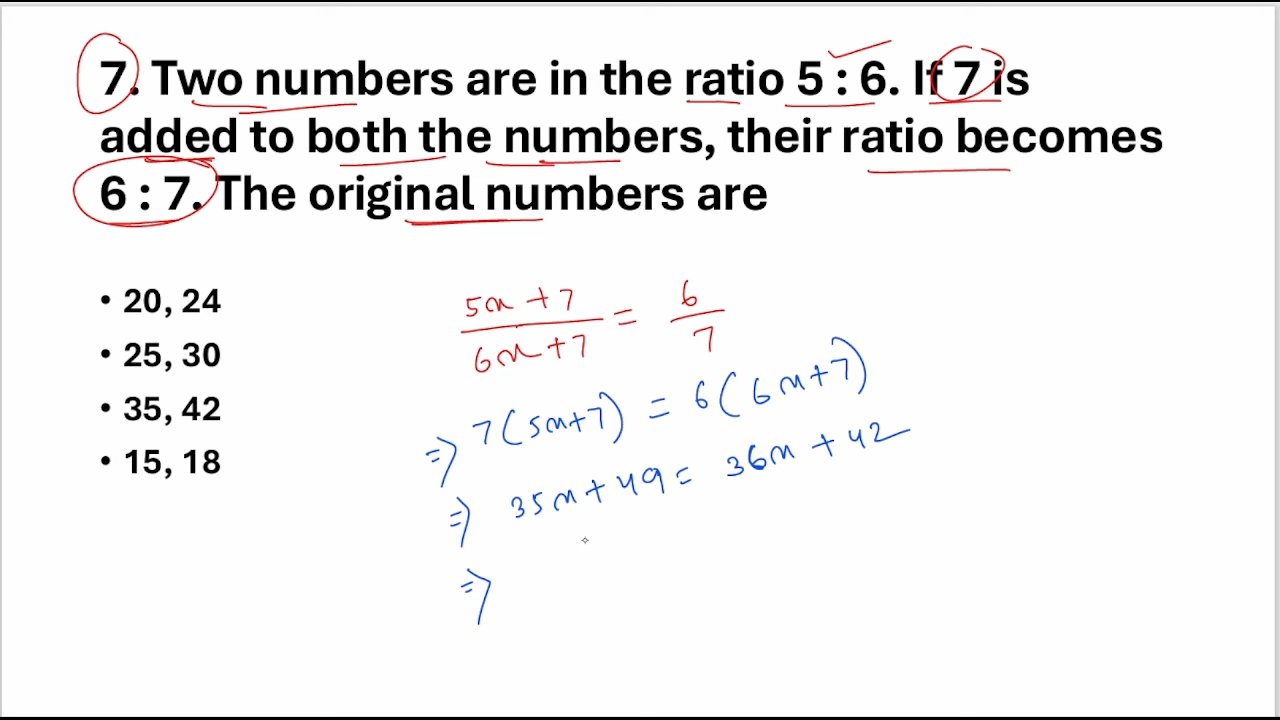 7. Two numbers are in the ratio 5 : 6. If 7 is
added to both the numbers, their ratio becomes
6 : 7. The original numbers are
• 20, 24
• 25, 30
• 35, 42
• 15, 18
5x + 7 / 6x + 7 = 6 / 7
⇒ 7(5x+7) = 6(6x+7)
⇒ 35x + 49 = 36x + 42
⇒